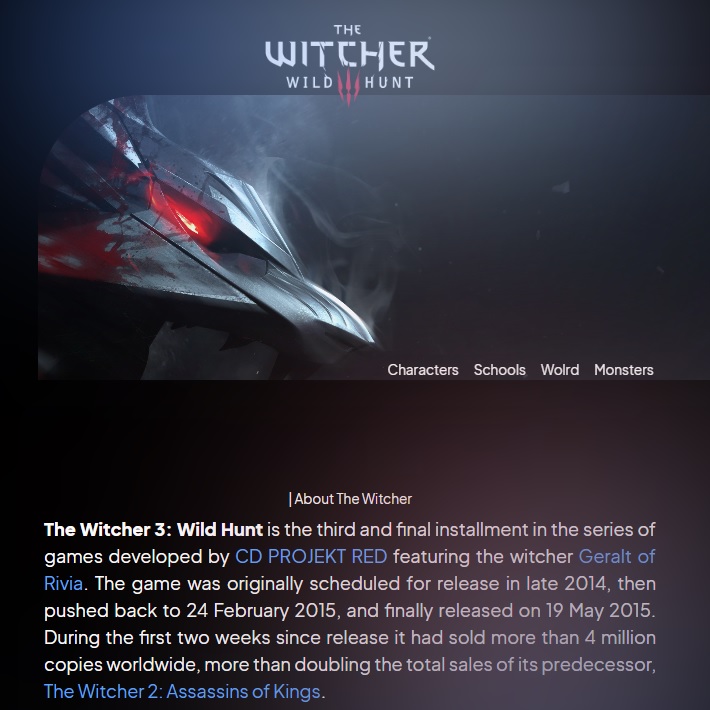 THE
WITCHER
WILD HUNT
Characters Schools Wolrd Monsters
| About The Witcher
The Witcher 3: Wild Hunt is the third and final installment in the series of
games developed by CD PROJEKT RED featuring the witcher Geralt of
Rivia. The game was originally scheduled for release in late 2014, then
pushed back to 24 February 2015, and finally released on 19 May 2015.
During the first two weeks since release it had sold more than 4 million
copies worldwide, more than doubling the total sales of its predecessor,
The Witcher 2: Assassins of Kings.